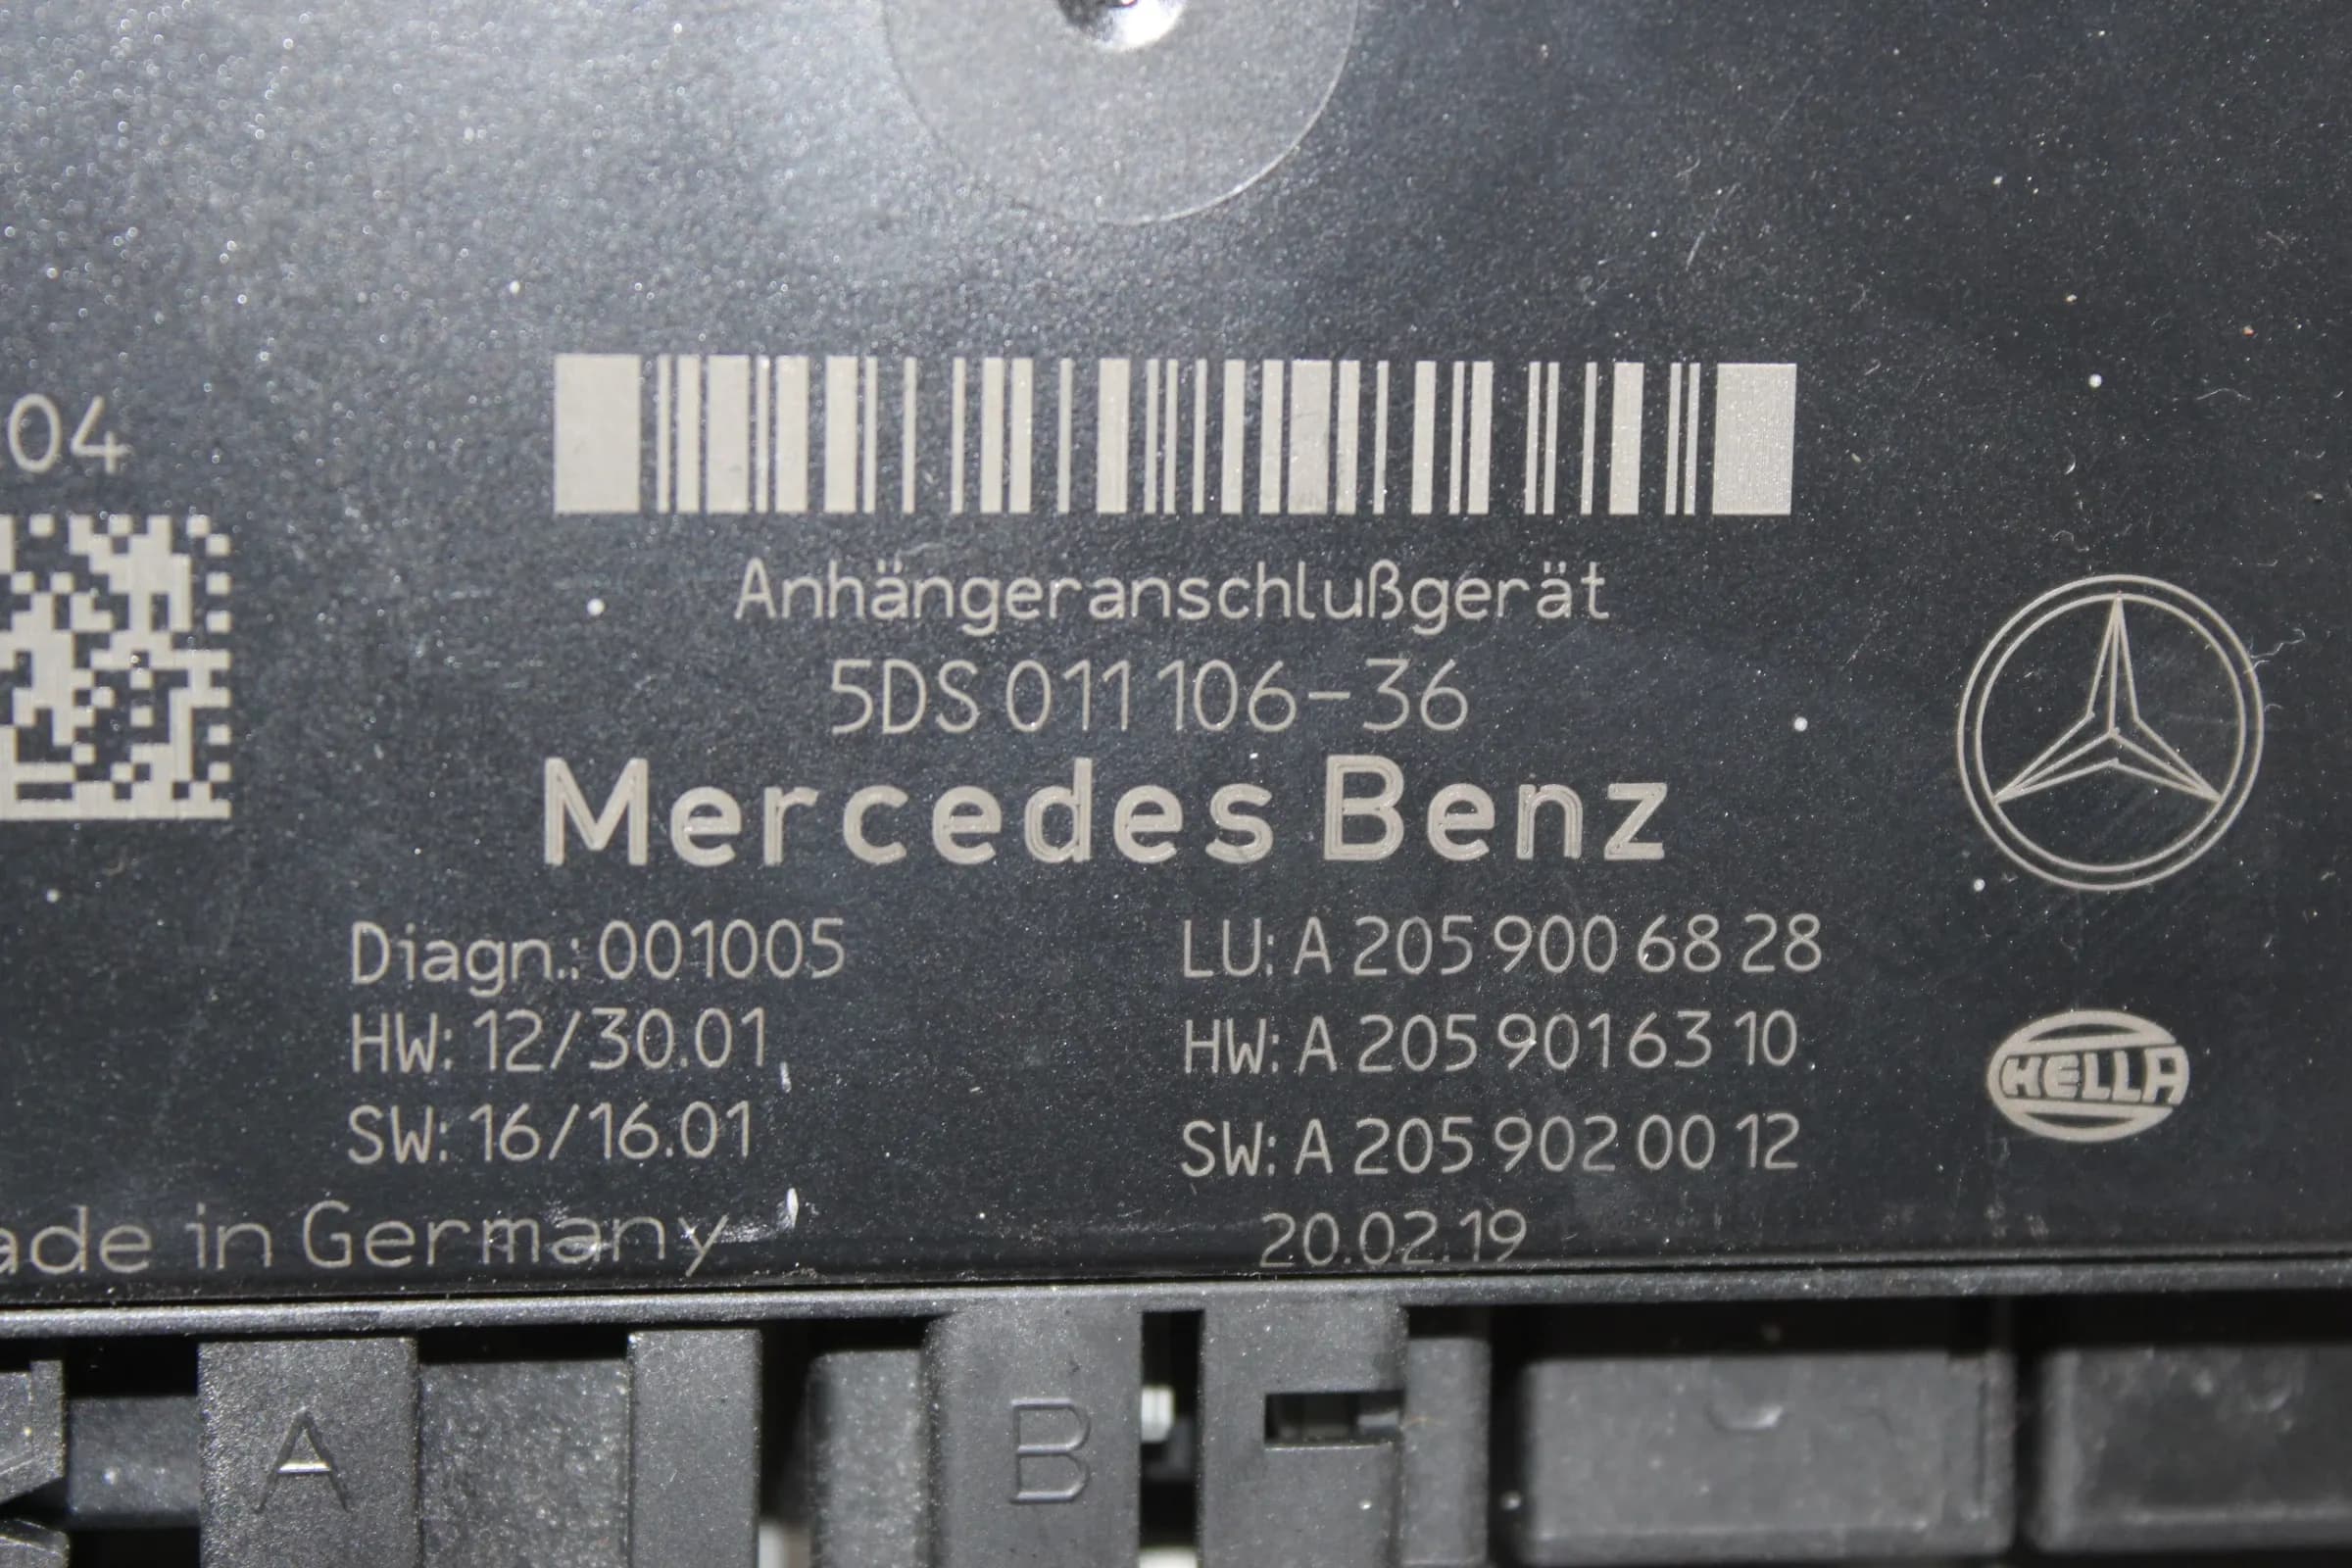 04
Anhängeranschlußgerät
5DS 011 106-36
Mercedes Benz
Diagn.: 001005
LU: A 205 900 68 28
HW: 12/30.01
HW: A 205 901 63 10
SW: 16/16.01
SW: A 205 902 00 12
HELLA
ade in Germany
20.02.19
A
B